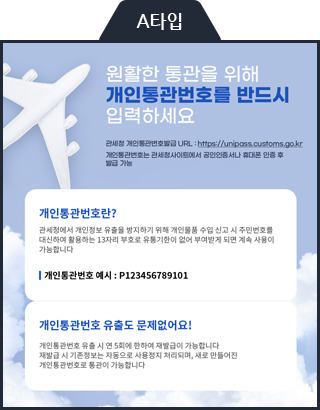 A타입
원활한 통관을 위해
개인통관번호를 반드시
입력하세요
관세청 개인통관번호발급 URL : https://unipass.customs.go.kr
개인통관번호는 관세청사이트에서 공인인증서나 휴대폰 인증 후
발급 가능
개인통관번호란?
관세청에서 개인정보 유출을 방지하기 위해 개인물품 수입 신고 시 주민번호를
대신하여 활용하는 13자리 부호로 유통기한이 없어 부여받게 되면 계속 사용이
가능합니다
개인통관번호 예시 : P123456789101
개인통관번호 유출도 문제없어요!
개인통관번호 유출 시 연 5회에 한하여 재발급이 가능합니다
재발급 시 기존정보는 자동으로 사용정지 처리되며, 새로 만들어진
개인통관번호로 통관이 가능합니다